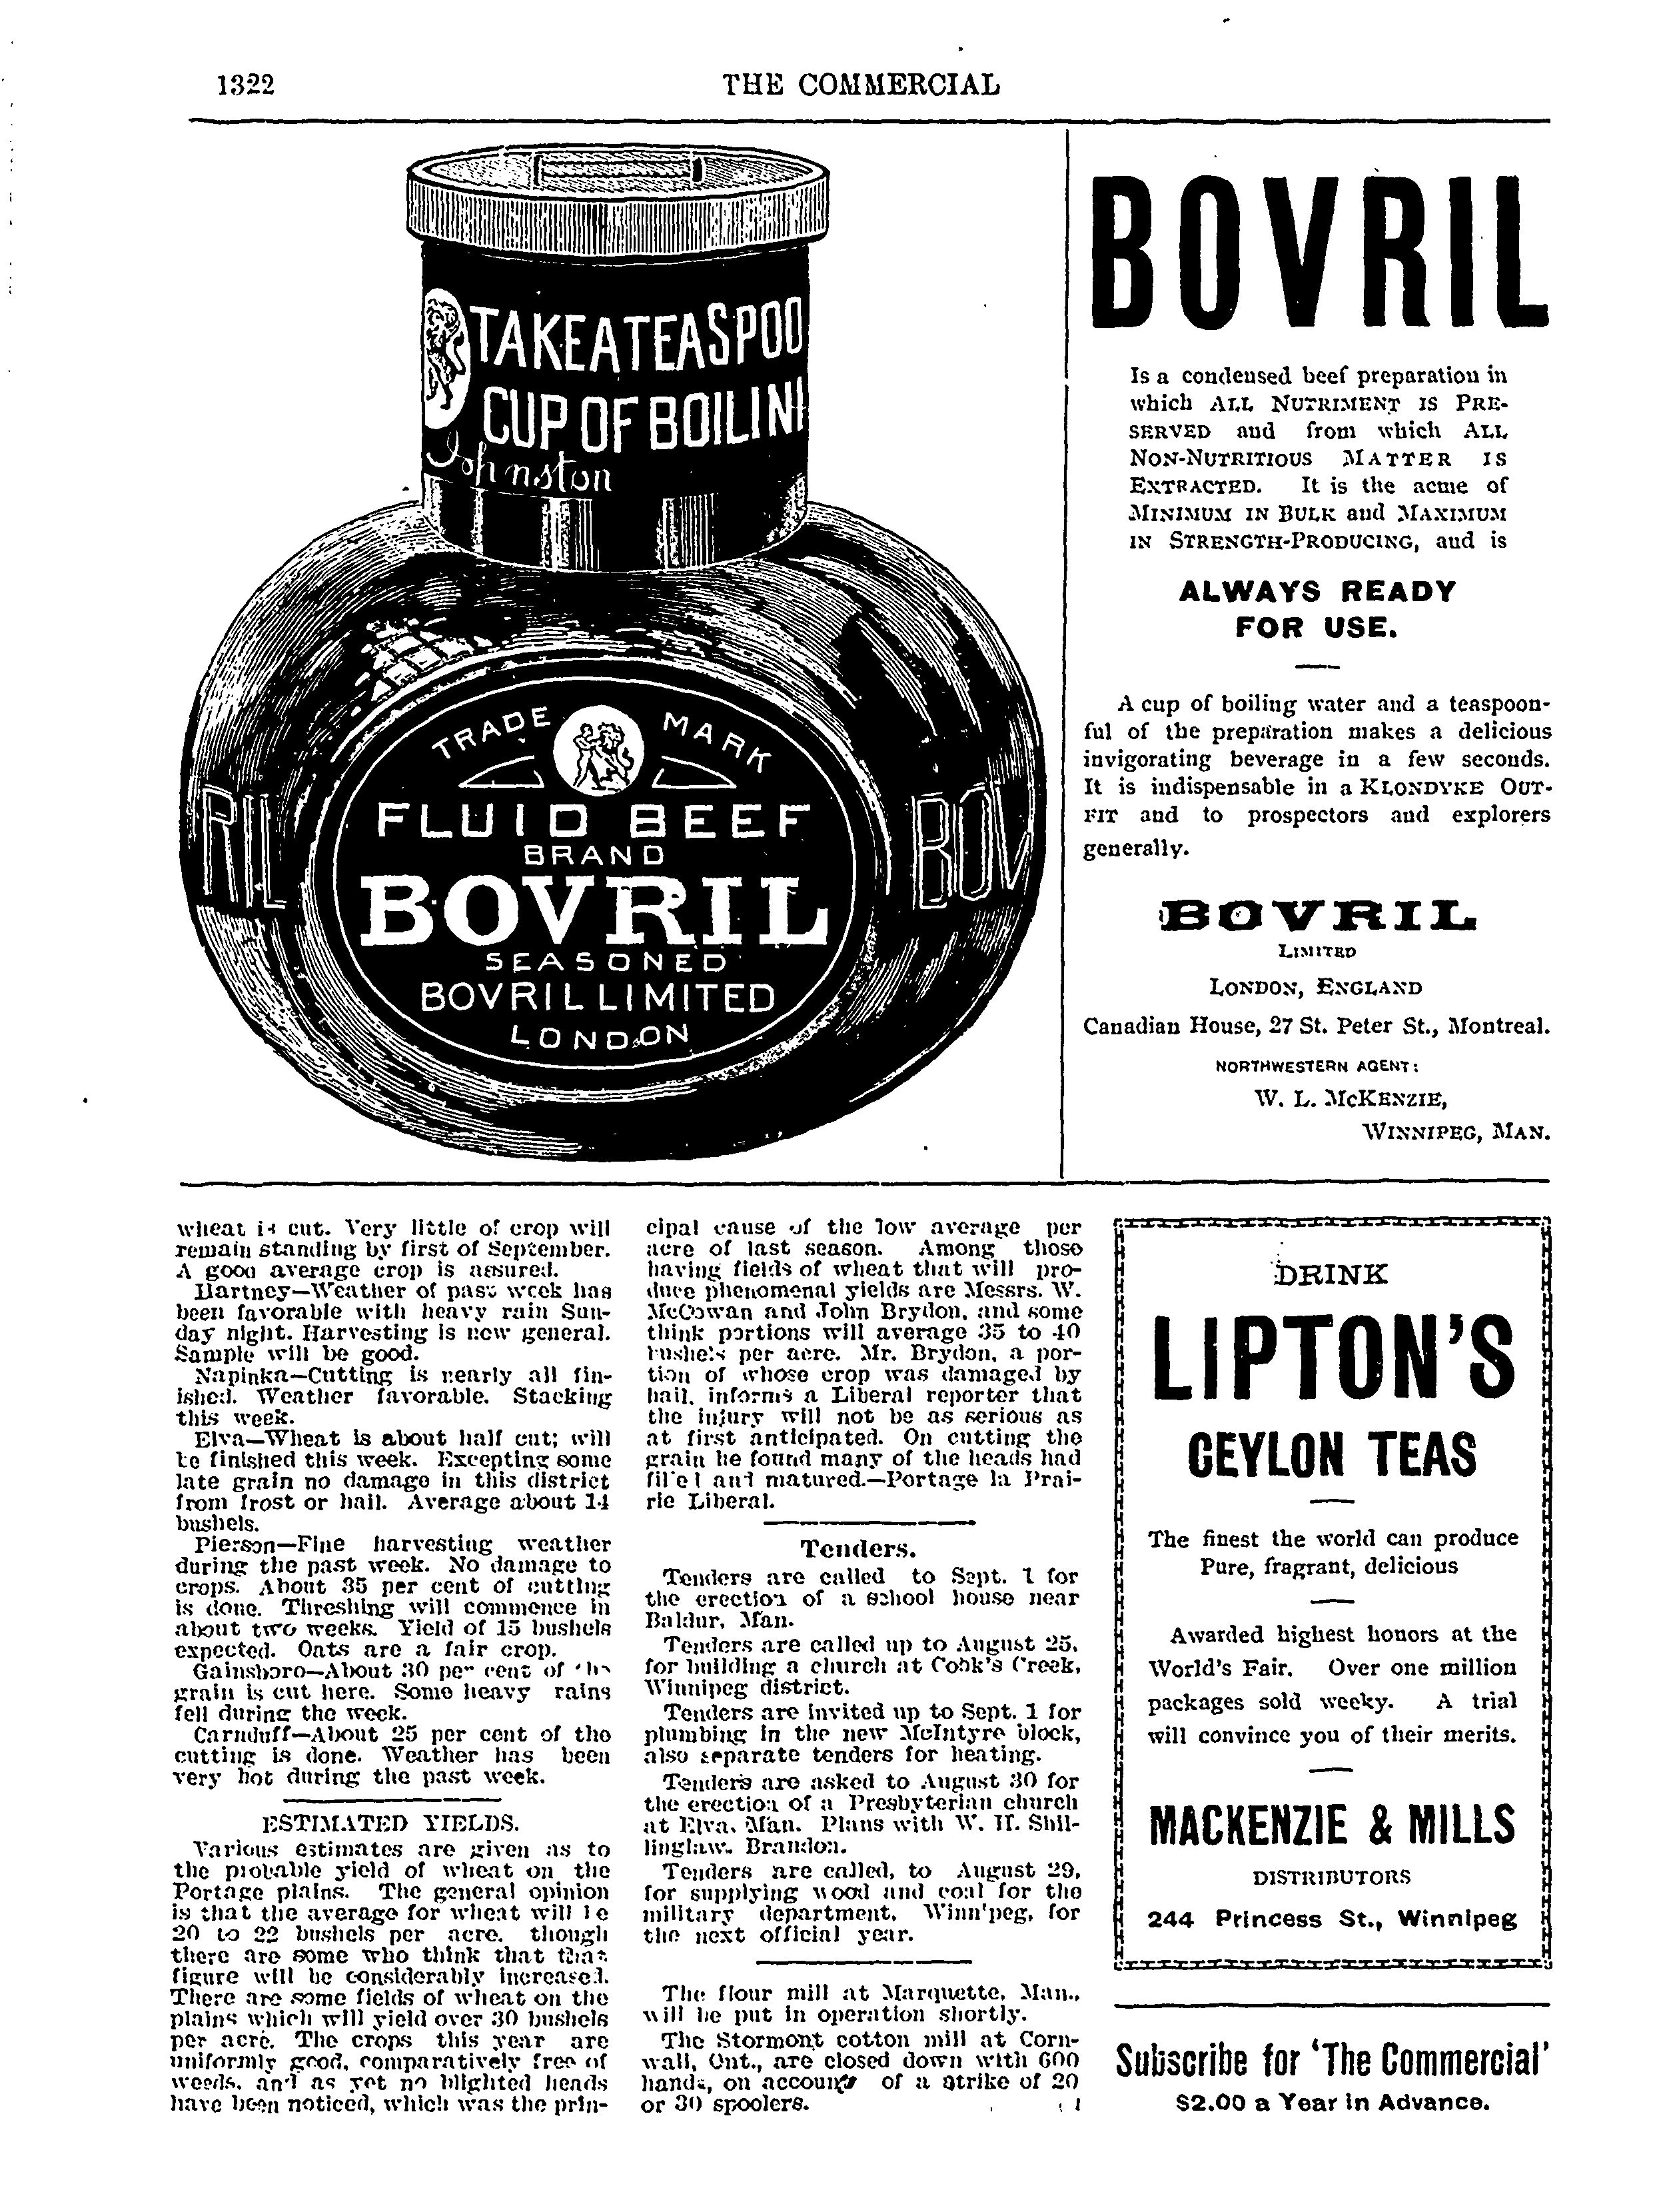 1322
THE COMMERCIAL
TAKE A TEASPOO
CUP OF BOILIN
Johnston
TRADE MARK
FLUID BEEF
BRAND
BOVRIL
SEASONED
BOVRIL LIMITED
LONDON
RIL
BOV
BOVRIL
Is a condensed beef preparation in
which ALL NUTRIMENT IS PRE-
SERVED and from which ALL
NON-NUTRITIOUS MATTER IS
EXTRACTED. It is the acme of
MINIMUM IN BULK and MAXIMUM
IN STRENGTH-PRODUCING, and is
ALWAYS READY
FOR USE.
A cup of boiling water and a teaspoon-
ful of the preparation makes a delicious
invigorating beverage in a few seconds.
It is indispensable in a KLONDYKE OUT-
FIT and to prospectors and explorers
generally.
BOVRIL
LIMITED
LONDON, ENGLAND
Canadian House, 27 St. Peter St., Montreal.
NORTHWESTERN AGENT:
W. L. MCKENZIE,
WINNIPEG, MAN.
wheat is cut. Very little of crop will
remain standing by first of September.
A good average crop is assured.
Hartney—Weather of past week has
been favorable with heavy rain Sun-
day night. Harvesting is now general.
Sample will be good.
Napinka—Cutting is nearly all fin-
ished. Weather favorable. Stacking
this week.
Elva—Wheat is about half cut; will
be finished this week. Excepting some
late grain no damage in this district
from frost or hail. Average about 14
bushels.
Pierson—Fine harvesting weather
during the past week. No damage to
crops. About 35 per cent of cutting
is done. Threshing will commence in
about two weeks. Yield of 15 bushels
expected. Oats are a fair crop.
Gainsboro—About 30 per cent of the
grain is cut here. Some heavy rains
fell during the week.
Carnduff—About 25 per cent of the
cutting is done. Weather has been
very hot during the past week.
ESTIMATED YIELDS.
Various estimates are given as to
the probable yield of wheat on the
Portage plains. The general opinion
is that the average for wheat will be
20 to 22 bushels per acre. though
there are some who think that that
figure will be considerably increased.
There are some fields of wheat on the
plains which will yield over 30 bushels
per acre. The crops this year are
uniformly good, comparatively free of
weeds, and as yet no blighted heads
have been noticed, which was the prin-
cipal cause of the low average per
acre of last season. Among those
having fields of wheat that will pro-
duce phenomenal yields are Messrs. W.
McCowan and John Brydon, and some
think portions will average 35 to 40
bushels per acre. Mr. Brydon, a por-
tion of whose crop was damaged by
hail, informs a Liberal reporter that
the injury will not be as serious as
at first anticipated. On cutting the
grain he found many of the heads had
filled and matured.—Portage la Prai-
rie Liberal.
Tenders.
Tenders are called to Sept. 1 for
the erection of a school house near
Baldur, Man.
Tenders are called up to August 25,
for building a church at Cook's Creek,
Winnipeg district.
Tenders are invited up to Sept. 1 for
plumbing in the new McIntyre block,
also separate tenders for heating.
Tenders are asked to August 30 for
the erection of a Presbyterian church
at Elva, Man. Plans with W. H. Shil-
linglaw, Brandon.
Tenders are called, to August 29,
for supplying wood and coal for the
military department, Winn'peg, for
the next official year.
The flour mill at Marquette, Man.,
will be put in operation shortly.
The Stormont cotton mill at Corn-
wall, Ont., are closed down with 600
hands, on account of a strike of 20
or 30 spoolers.
DRINK
LIPTON'S
CEYLON TEAS
The finest the world can produce
Pure, fragrant, delicious
Awarded highest honors at the
World's Fair. Over one million
packages sold weeky. A trial
will convince you of their merits.
MACKENZIE & MILLS
DISTRIBUTORS
244 Princess St., Winnipeg
Subscribe for 'The Commercial'
$2.00 a Year in Advance.